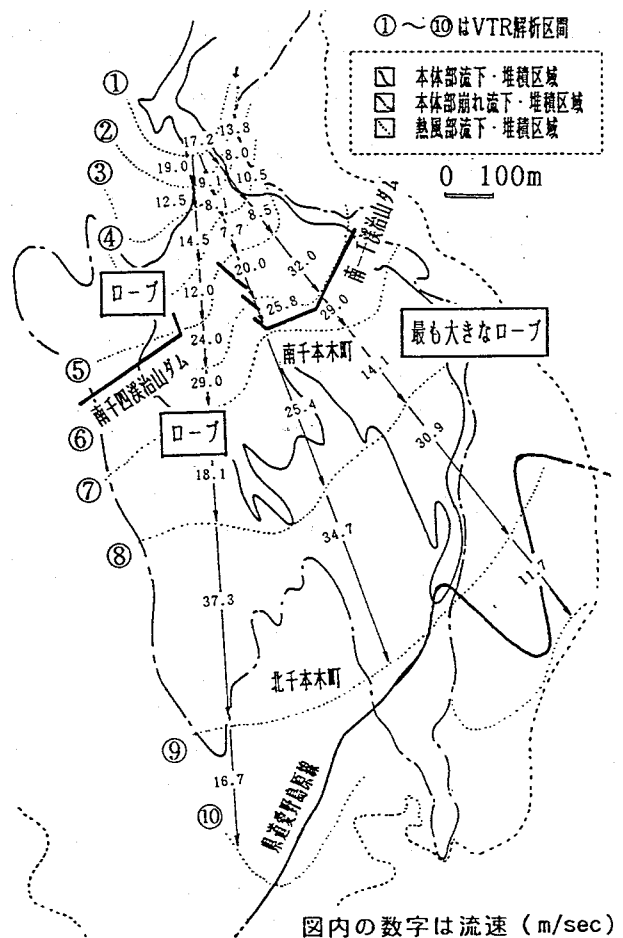 ①～⑩はVTR解析区間
本体部流下・堆積区域
本体部崩れ流下・堆積区域
熱風部流下・堆積区域
0 100m
①
②
③
④
⑤
⑥
⑦
⑧
⑨
⑩
17.2
13.8
19.0
9.1
8.0
12.5
8.1
10.5
14.5
7.7
8.5
20.0
32.0
12.0
25.8
29.0
24.0
29.0
14.1
25.4
30.9
18.1
34.7
37.3
11.7
16.7
南一千渓治山ダム
ローブ
最も大きなローブ
南千本木町
南千四渓治山ダム
ローブ
北千本木町
県道愛野島原線
図内の数字は流速(m/sec)